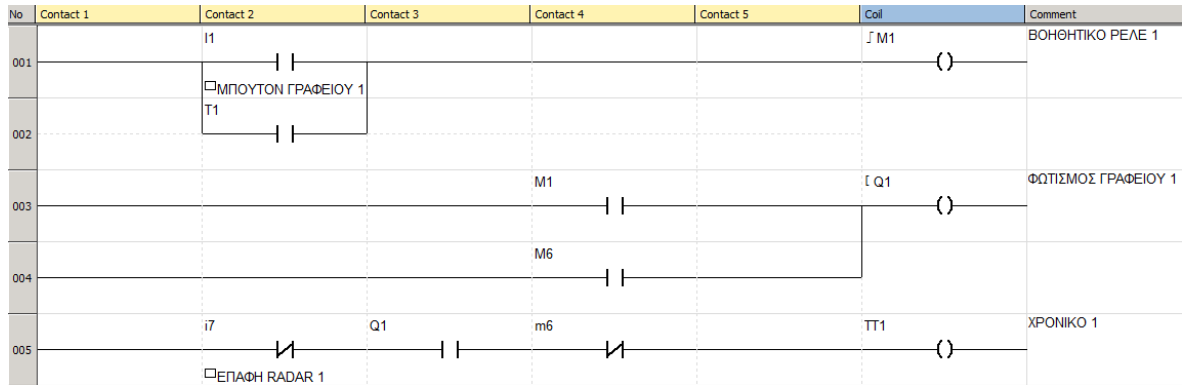 No Contact 1 Contact 2 Contact 3 Contact 4 Contact 5 Coil Comment
I1 ∫ M1 ΒΟΗΘΗΤΙΚΟ ΡΕΛΕ 1
001
ΜΠΟΥΤΟΝ ΓΡΑΦΕΙΟΥ 1
T1
002
M1 [ Q1 ΦΩΤΙΣΜΟΣ ΓΡΑΦΕΙΟΥ 1
003
M6
004
i7 Q1 m6 TT1 ΧΡΟΝΙΚΟ 1
005
ΕΠΑΦΗ RADAR 1